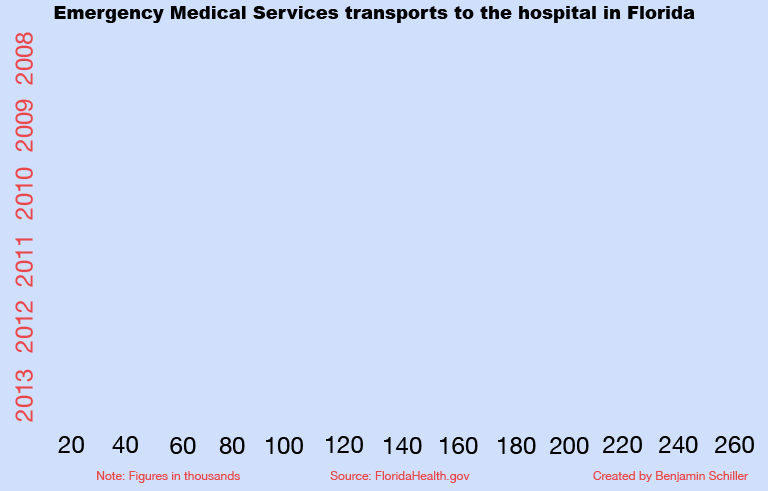 Emergency Medical Services transports to the hospital in Florida
2008
2009
2010
2011
2012
2013
20 40 60 80 100 120 140 160 180 200 220 240 260
Note: Figures in thousands Source: FloridaHealth.gov Created by Benjamin Schiller